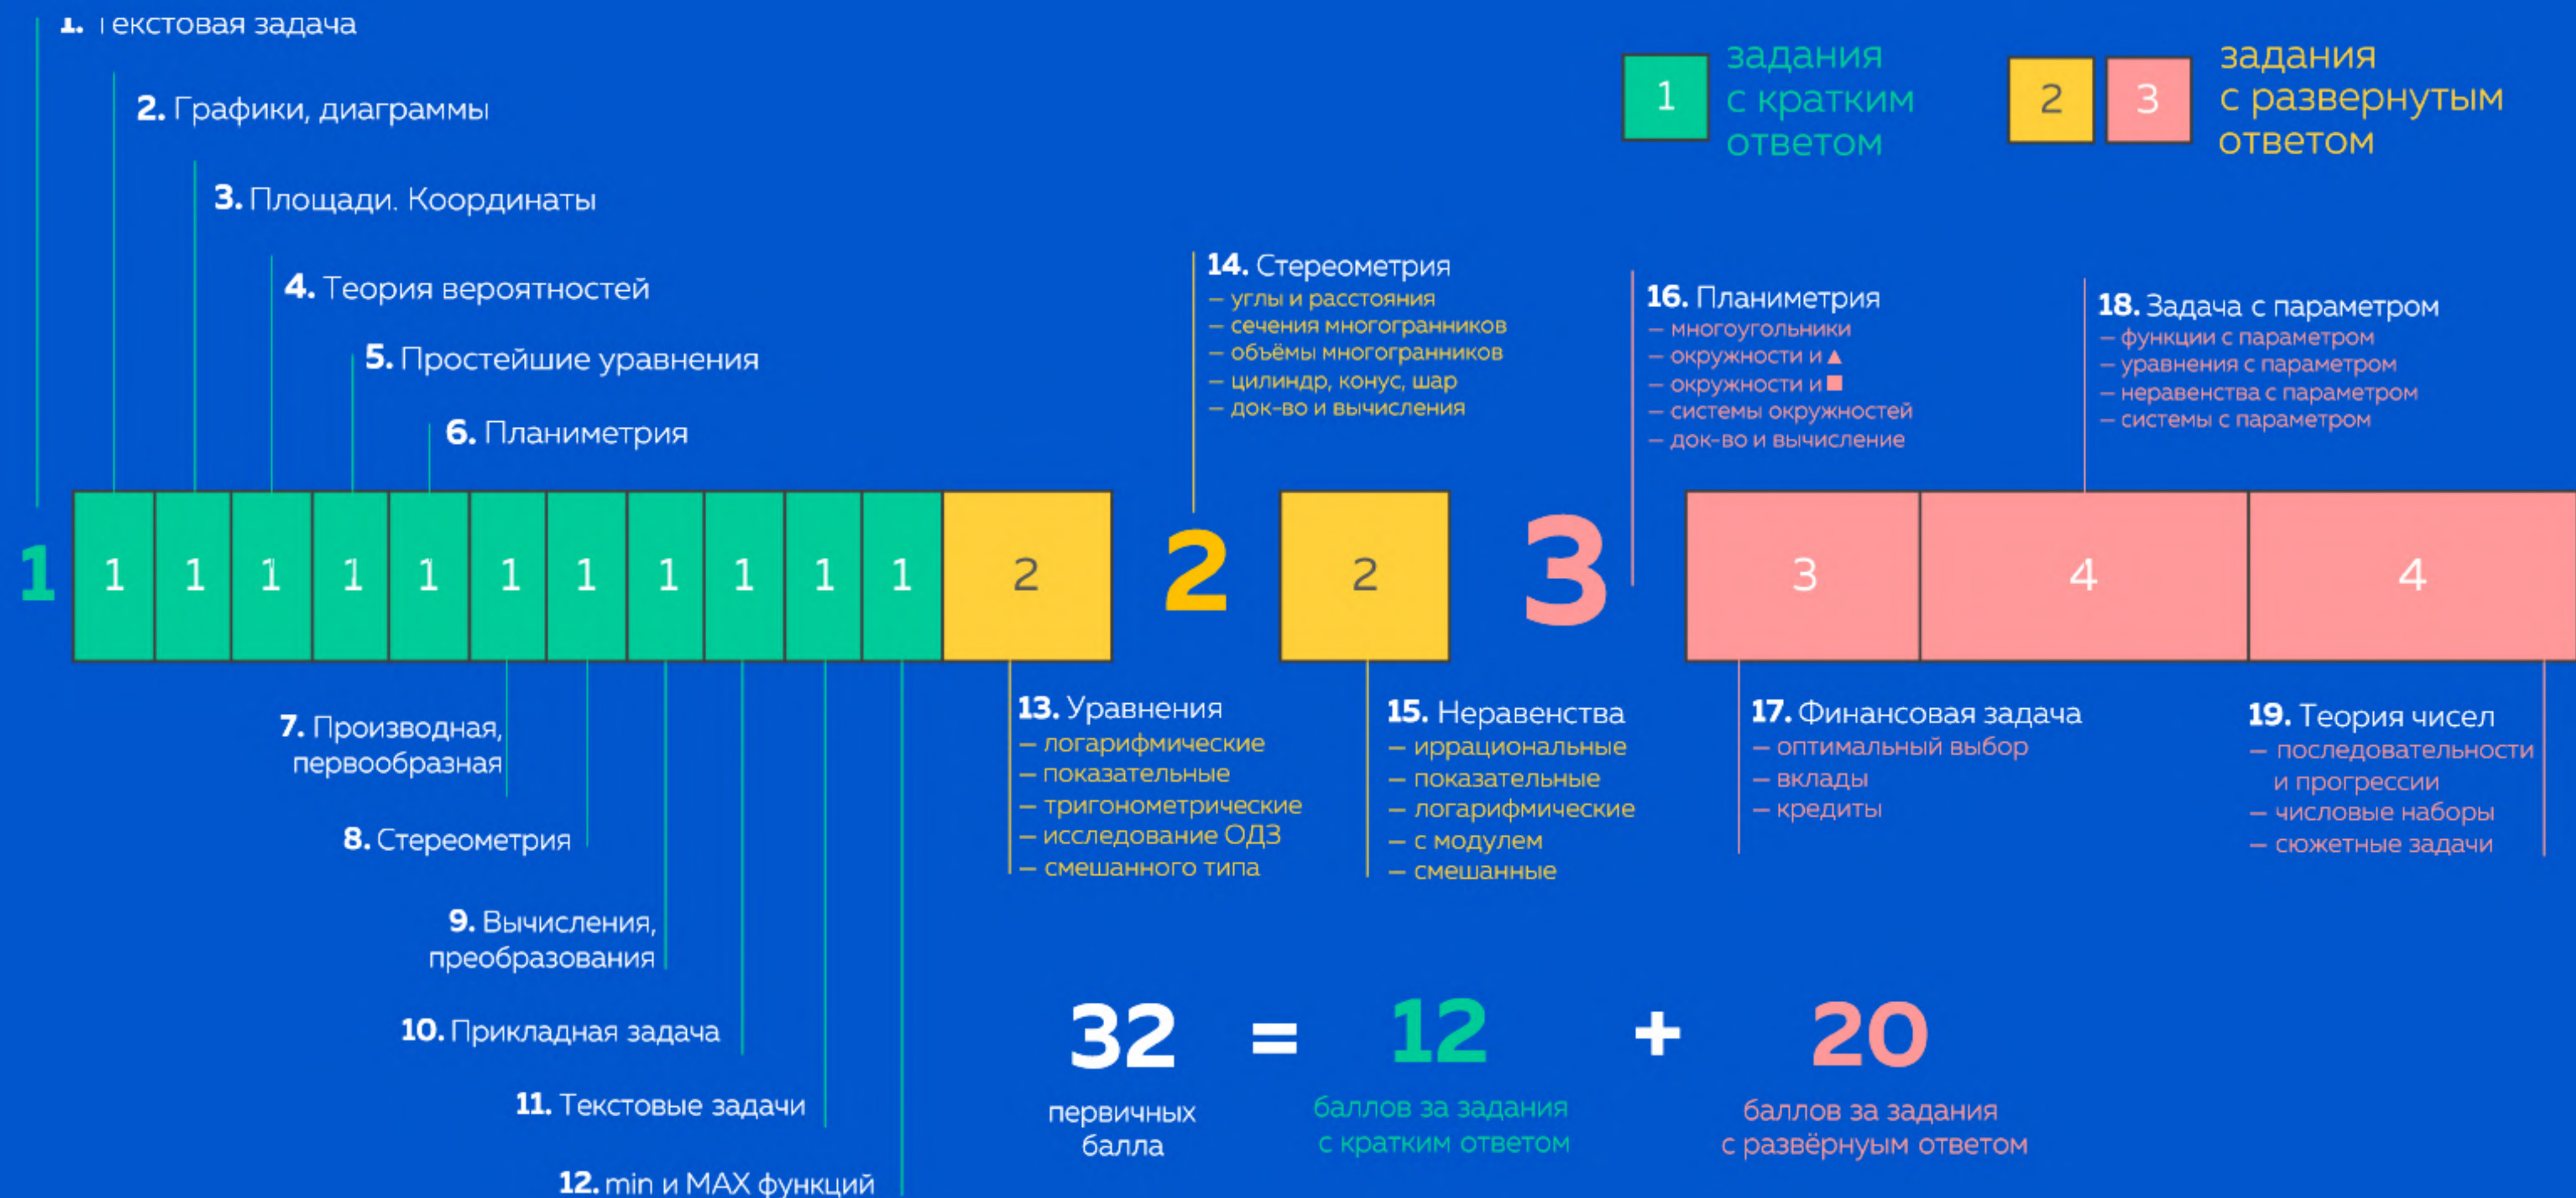 1. Текстовая задача
2. Графики, диаграммы
3. Площади. Координаты
4. Теория вероятностей
5. Простейшие уравнения
6. Планиметрия
1
задания
с кратким
ответом
2
3
задания
с развернутым
ответом
14. Стереометрия
– углы и расстояния
– сечения многогранников
– объёмы многогранников
– цилиндр, конус, шар
– док-во и вычисления
16. Планиметрия
– многоугольники
– окружности и ▲
– окружности и ■
– системы окружностей
– док-во и вычисление
18. Задача с параметром
– функции с параметром
– уравнения с параметром
– неравенства с параметром
– системы с параметром
1 1 1 1 1 1 1 1 1 1 1 1 2 2 2 3 3 4 4
7. Производная,
первообразная
8. Стереометрия
9. Вычисления,
преобразования
10. Прикладная задача
11. Текстовые задачи
12. min и MAX функций
13. Уравнения
– логарифмические
– показательные
– тригонометрические
– исследование ОДЗ
– смешанного типа
15. Неравенства
– иррациональные
– показательные
– логарифмические
– с модулем
– смешанные
17. Финансовая задача
– оптимальный выбор
– вклады
– кредиты
19. Теория чисел
– последовательности
и прогрессии
– числовые наборы
– сюжетные задачи
32 = 12 + 20
первичных
балла
баллов за задания
с кратким ответом
баллов за задания
с развёрнуым ответом